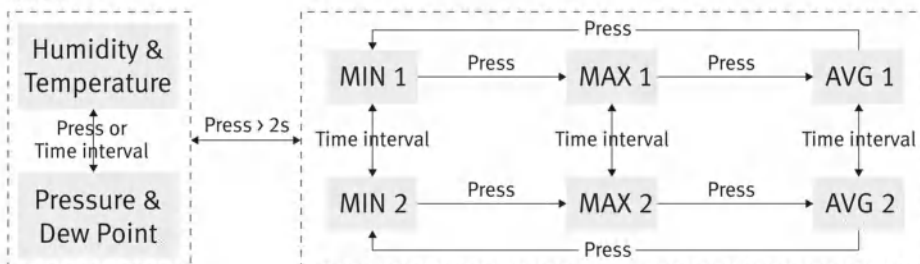 Press
Humidity &
Temperature
MIN 1
Press
MAX 1
Press
AVG 1
Press or
Time interval
Press > 2s
Time interval
Time interval
Time interval
Pressure &
Dew Point
MIN 2
Press
MAX 2
Press
AVG 2
Press